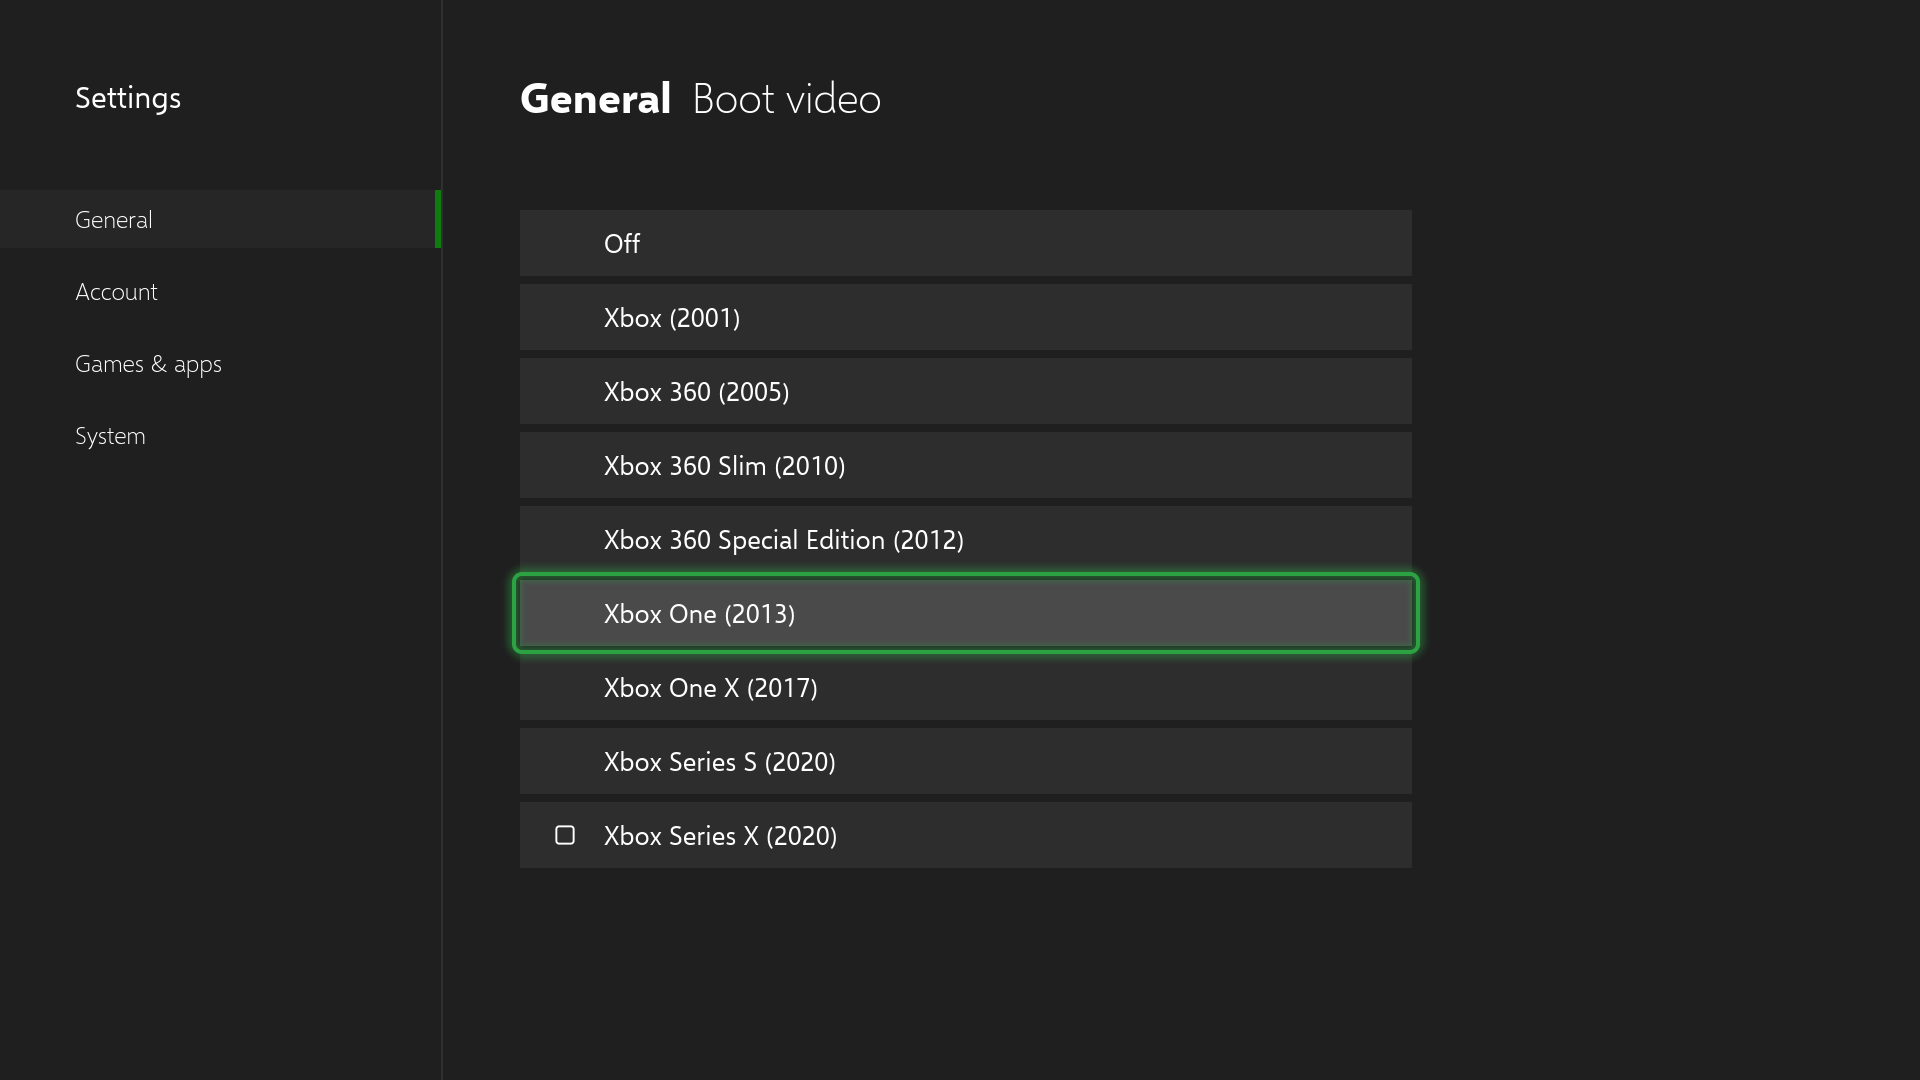 Settings
General
Account
Games & apps
System
General Boot video
Off
Xbox (2001)
Xbox 360 (2005)
Xbox 360 Slim (2010)
Xbox 360 Special Edition (2012)
Xbox One (2013)
Xbox One X (2017)
Xbox Series S (2020)
Xbox Series X (2020)